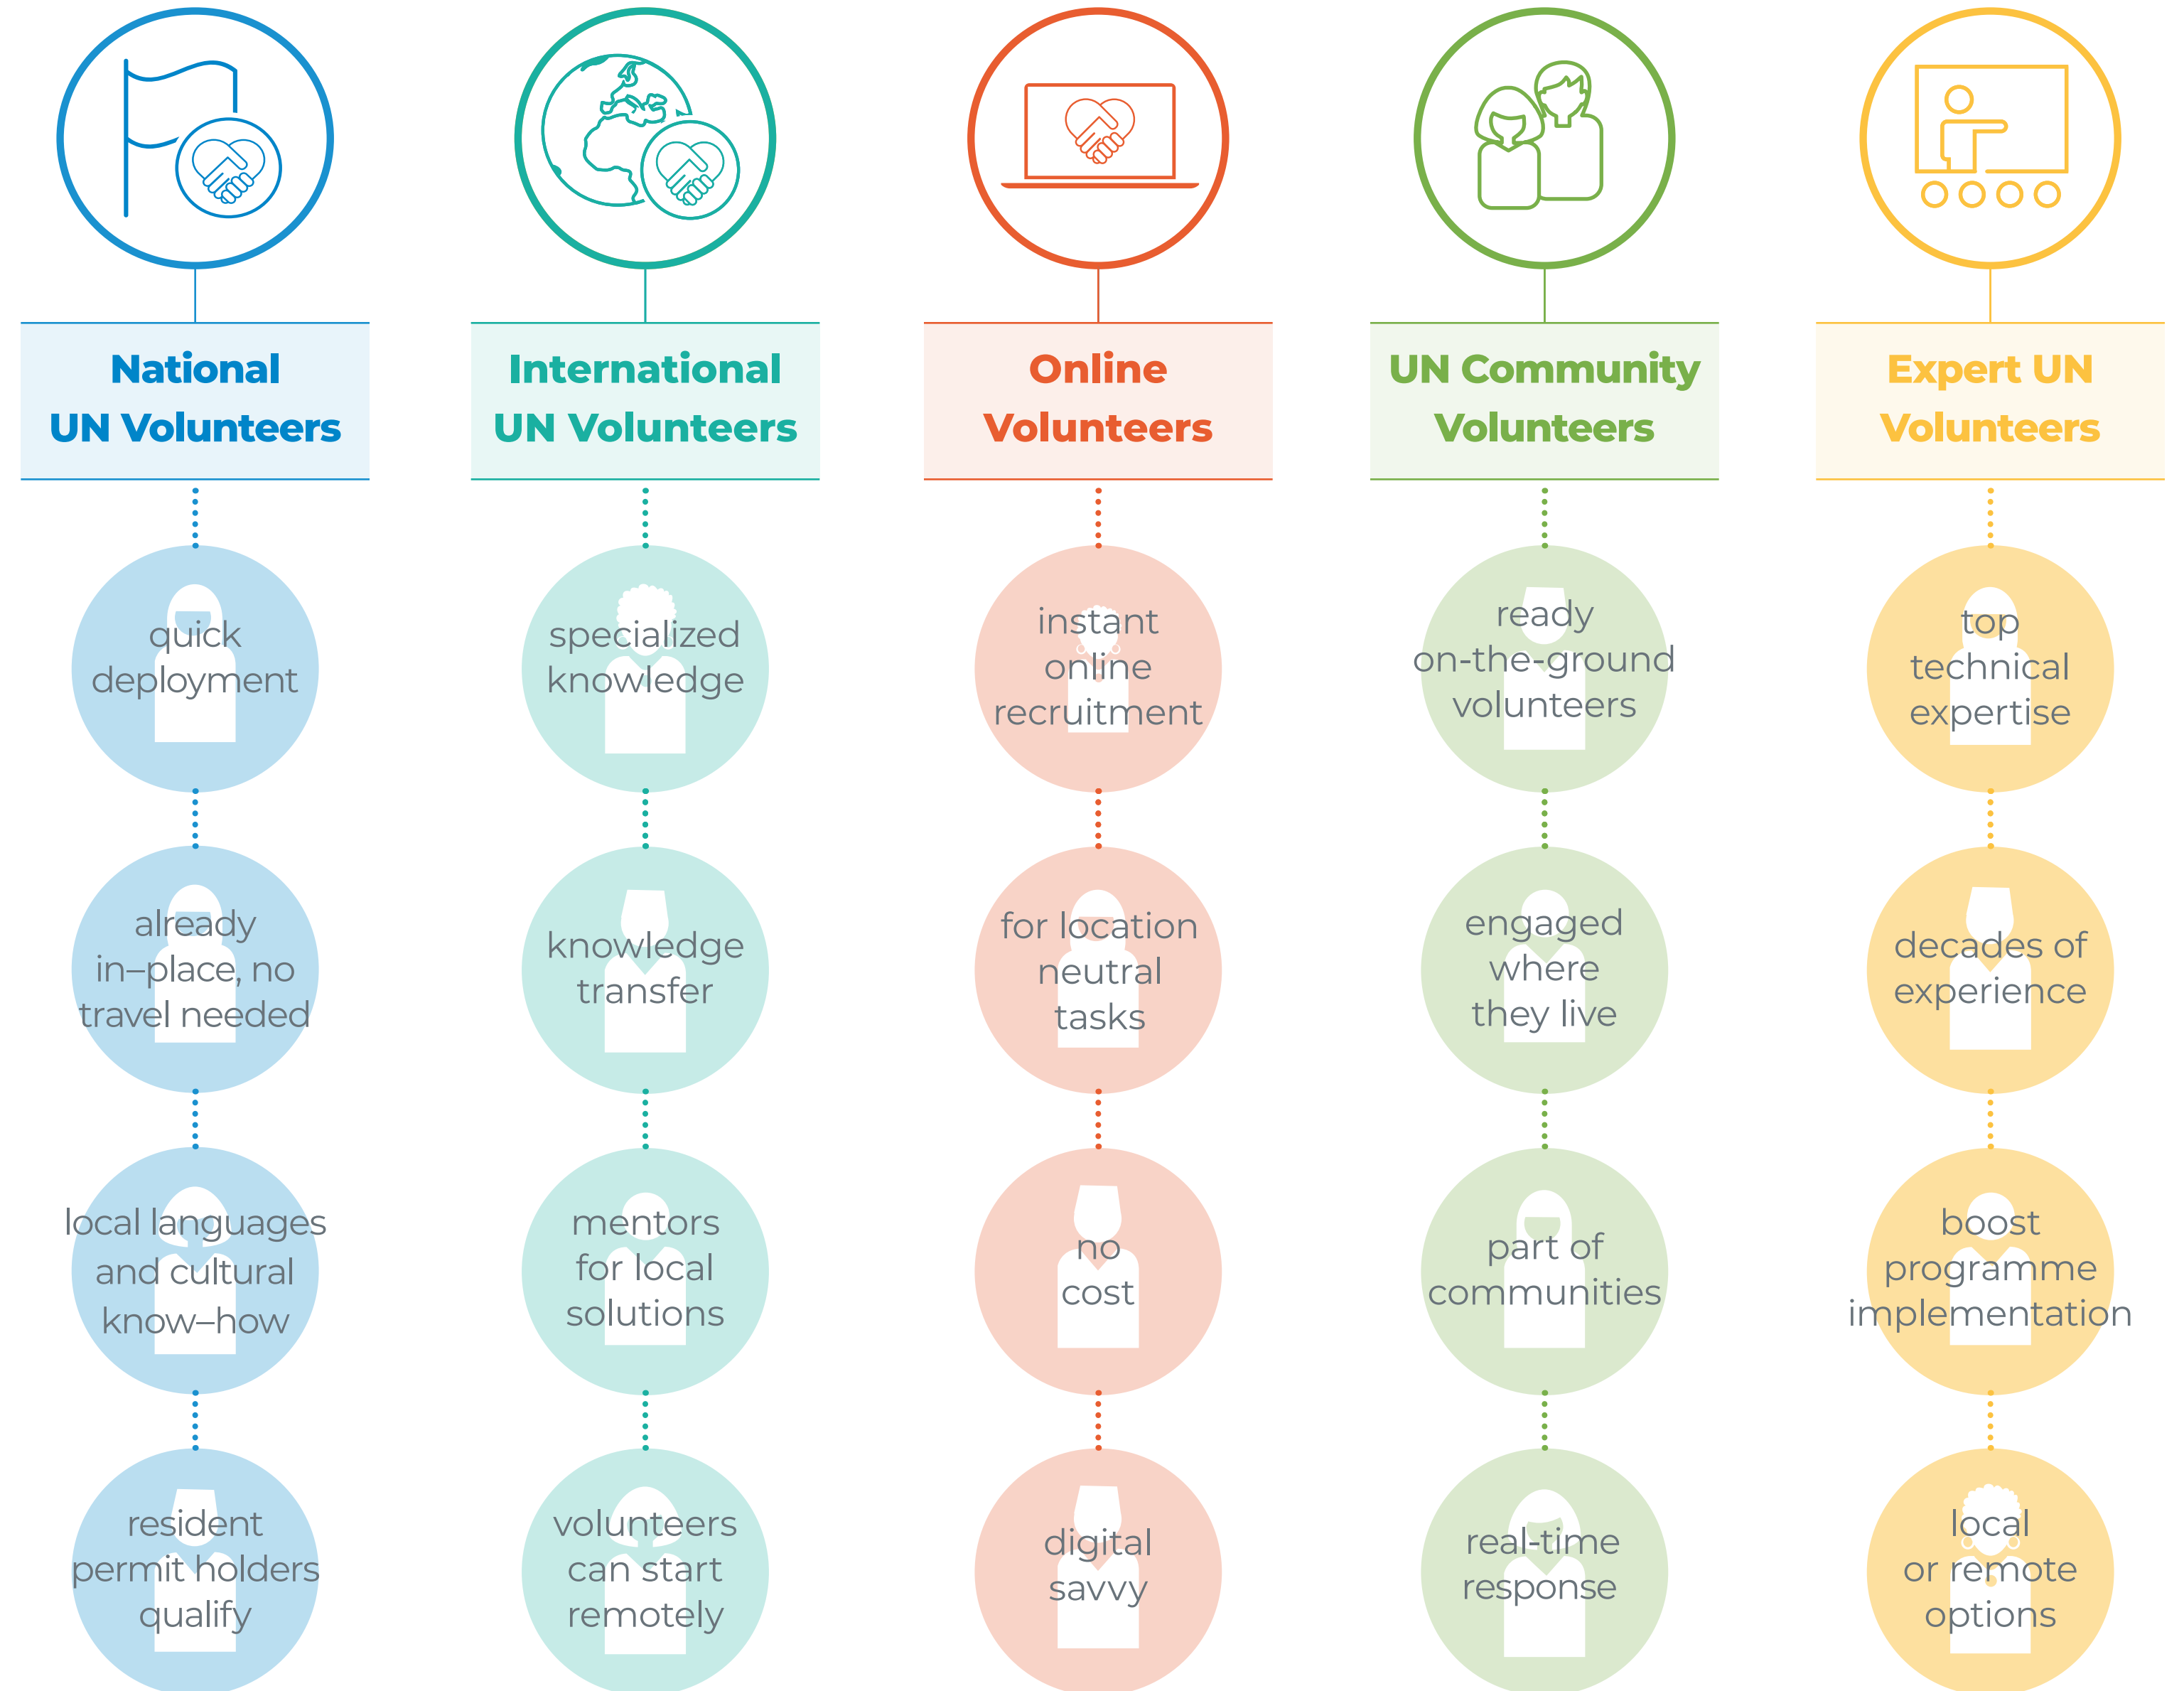 National
UN Volunteers
quick
deployment
already
in–place, no
travel needed
local languages
and cultural
know–how
resident
permit holders
qualify
International
UN Volunteers
specialized
knowledge
knowledge
transfer
mentors
for local
solutions
volunteers
can start
remotely
Online
Volunteers
instant
online
recruitment
for location
neutral
tasks
no
cost
digital
savvy
UN Community
Volunteers
ready
on-the-ground
volunteers
engaged
where
they live
part of
communities
real-time
response
Expert UN
Volunteers
top
technical
expertise
decades of
experience
boost
programme
implementation
local
or remote
options